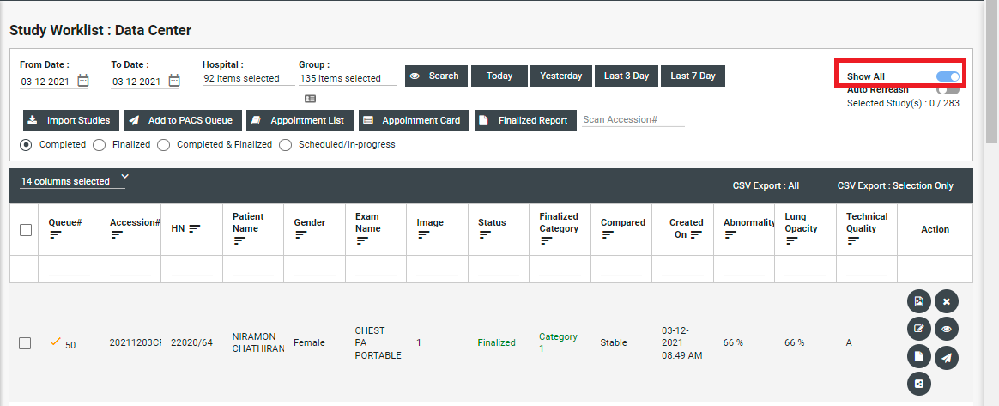 Study Worklist : Data Center
From Date :
To Date :
Hospital :
Group :
03-12-2021
03-12-2021
92 items selected
135 items selected
Search
Today
Yesterday
Last 3 Day
Last 7 Day
Show All
Auto Refreash
Selected Study(s) : 0 / 283
Import Studies
Add to PACS Queue
Appointment List
Appointment Card
Finalized Report
Scan Accession#
Completed
Finalized
Completed & Finalized
Scheduled/In-progress
14 columns selected
CSV Export : All
CSV Export : Selection Only
Queue#
Accession#
HN
Patient
Name
Gender
Exam
Name
Image
Status
Finalized
Category
Compared
Created
On
Abnormality
Lung
Opacity
Technical
Quality
Action
50
20211203CR
22020/64
NIRAMON
CHATHIRAN
Female
CHEST
PA
PORTABLE
1
Finalized
Category
1
Stable
03-12-
2021
08:49 AM
66 %
66 %
A